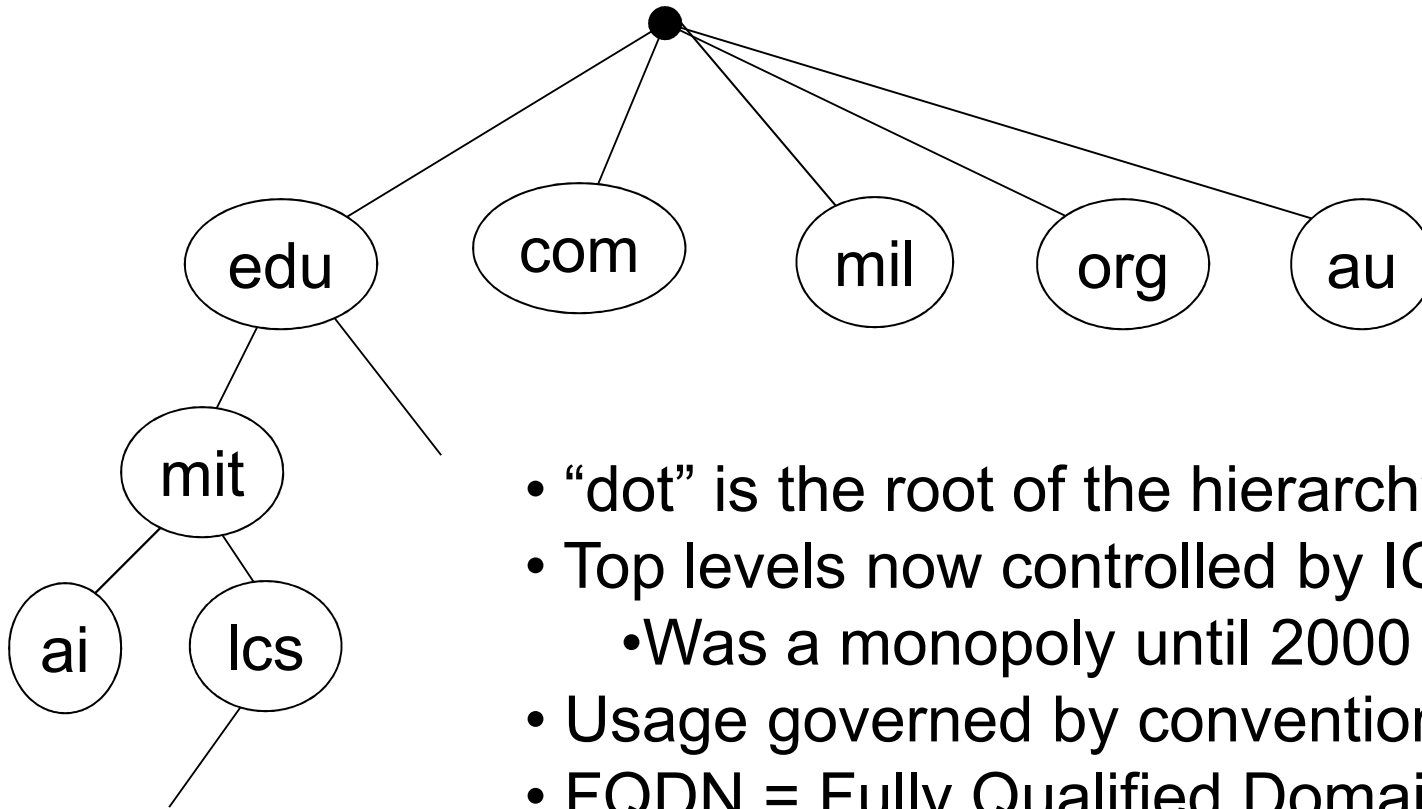 edu com mil org au
mit
ai lcs
• “dot” is the root of the hierarch
• Top levels now controlled by IC
•Was a monopoly until 2000
• Usage governed by convention
• FQDN = Fully Qualified Domai